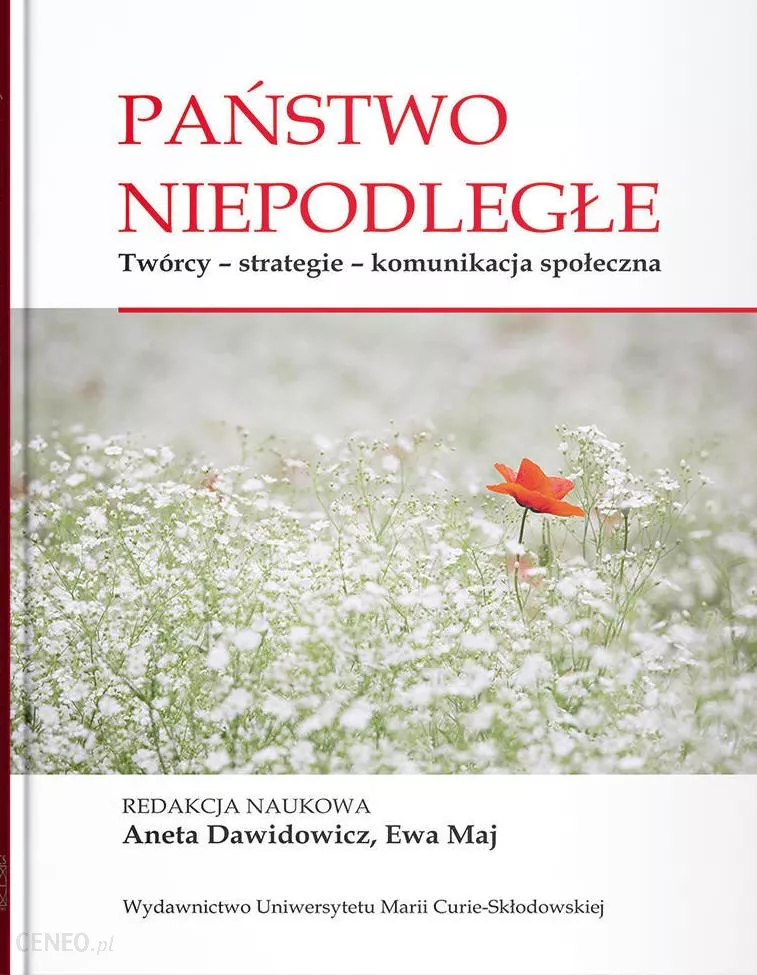 PAŃSTWO
NIEPODLEGŁE
Twórcy – strategie – komunikacja społeczna
REDAKCJA NAUKOWA
Aneta Dawidowicz, Ewa Maj
Wydawnictwo Uniwersytetu Marii Curie-Skłodowskiej
CENEO.pl